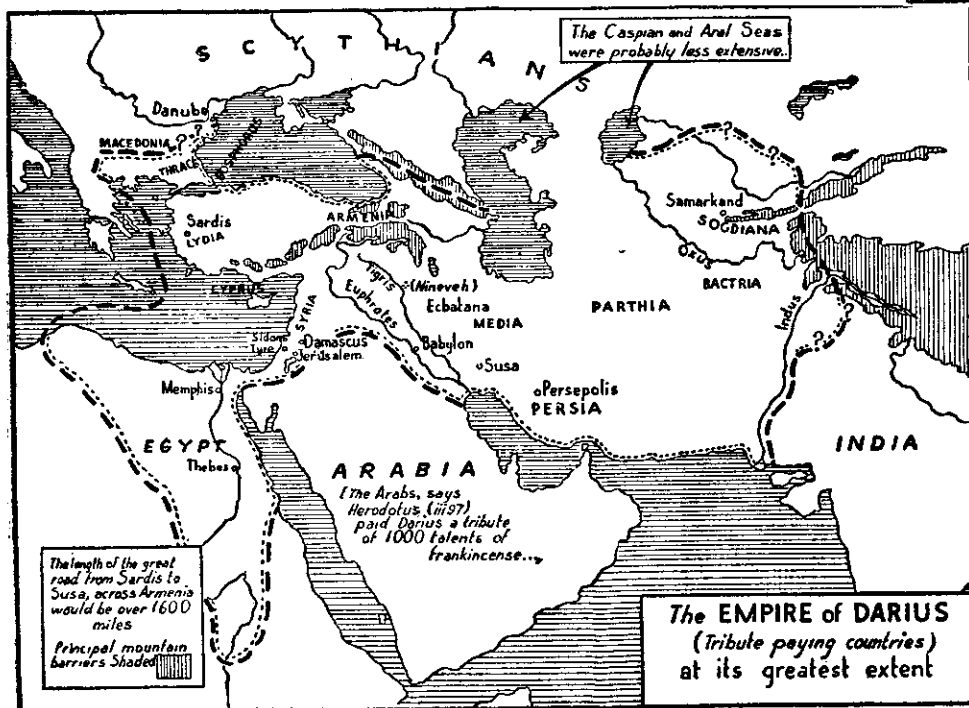 SCYTHIANS
The Caspian and Aral Seas
were probably less extensive..
Danube
MACEDONIA
?
?
THRACE
BOSPHORUS
?
?
?
Samarkand
SOGDIANA
Sardis
LYDIA
ARMENIA
Oxus
BACTRIA
Tigris
(Nineveh)
Ecbatana
MEDIA
PARTHIA
Euphrates
CYPRUS
SYRIA
Sidon
Tyre
Damascus
Jerusalem
Babylon
Indus
?
?
Susa
Memphis
Persepolis
PERSIA
EGYPT
Thebes
ARABIA
INDIA
[The Arabs, says
Herodotus, (iii 97)
paid Darius a tribute
of 1000 talents of
frankincense...,
The length of the great
road from Sardis to
Susa, across Armenia
would be over 1600
miles
Principal mountain
barriers Shaded
The EMPIRE of DARIUS
(Tribute paying countries)
at its greatest extent